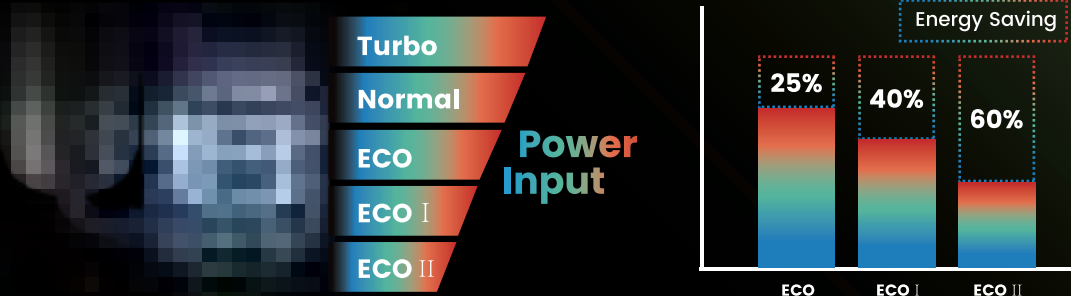 Turbo
Normal
ECO
ECO I
ECO II
Power
Input
Energy Saving
25%
40%
60%
ECO
ECO I
ECO II